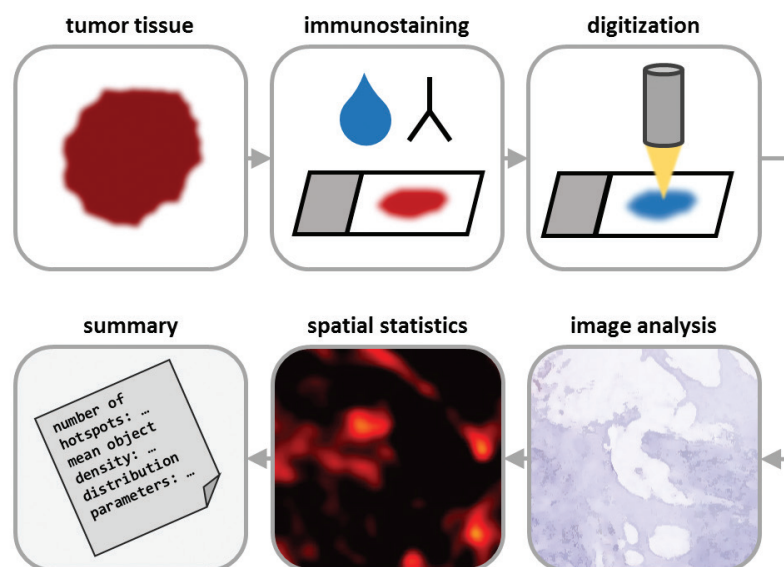 tumor tissue
immunostaining
digitization
summary
spatial statistics
image analysis
number of
hotspots: …
mean object
density: …
distribution
parameters: …